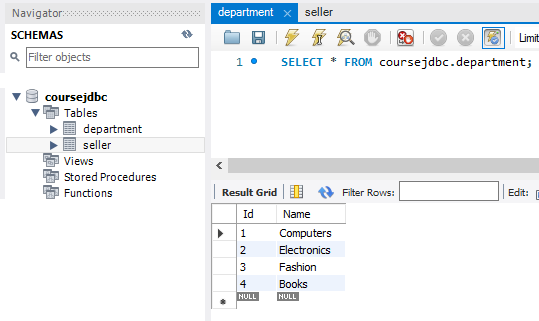 Navigator
SCHEMAS
Filter objects
coursejdbc
Tables
department
seller
Views
Stored Procedures
Functions
department × seller
Limit
1 SELECT * FROM coursejdbc.department;
Result Grid Filter Rows: Edit:
Id Name
1 Computers
2 Electronics
3 Fashion
4 Books
NULL NULL